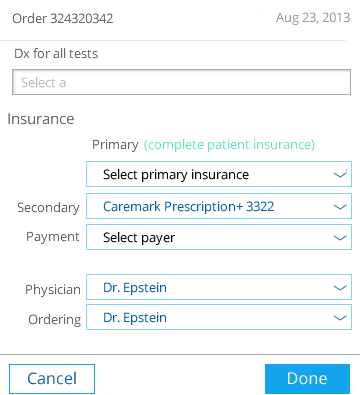 Order 324320342 Aug 23, 2013
Dx for all tests
Select a
Insurance
Primary (complete patient insurance)
Select primary insurance
Secondary Caremark Prescription+ 3322
Payment Select payer
Physician Dr. Epstein
Ordering Dr. Epstein
Cancel Done